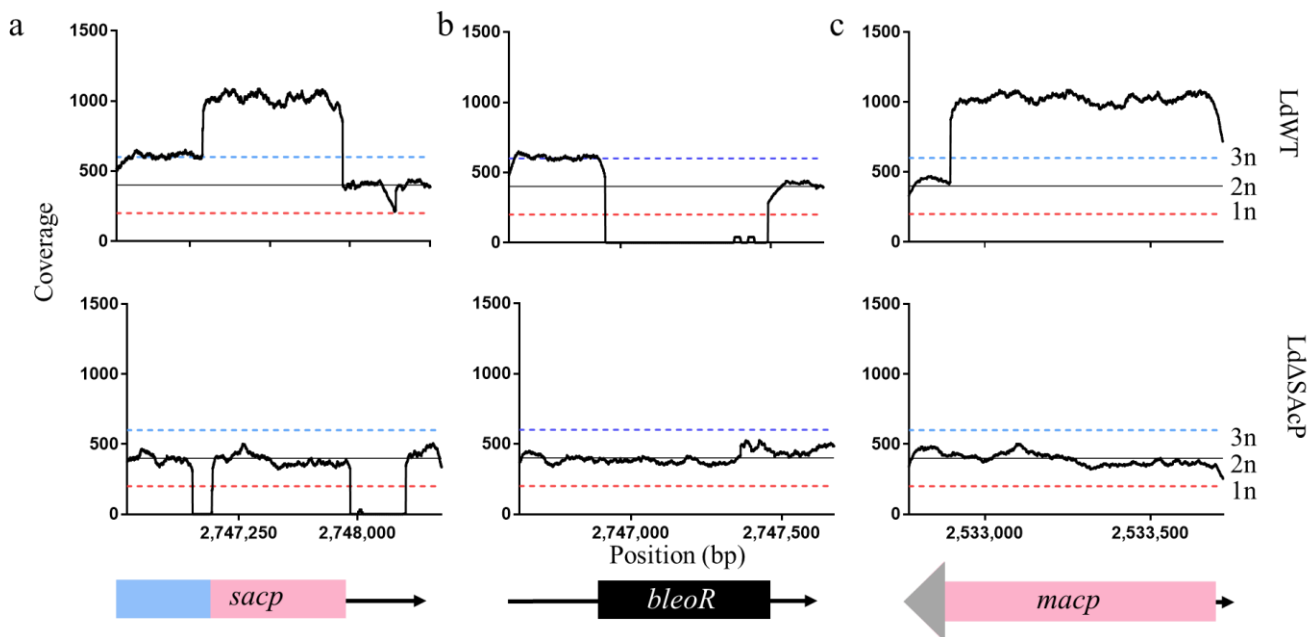 a b c
1500 1500 1500
1000 1000 1000
500 500 500
0 0 0
3n
2n
1n
LdWT
Coverage
1500 1500 1500
1000 1000 1000
500 500 500
0 0 0
3n
2n
1n
LdΔSAcP
2,747,250 2,748,000 2,747,000 2,747,500 2,533,000 2,533,500
Position (bp)
sacp bleoR macp